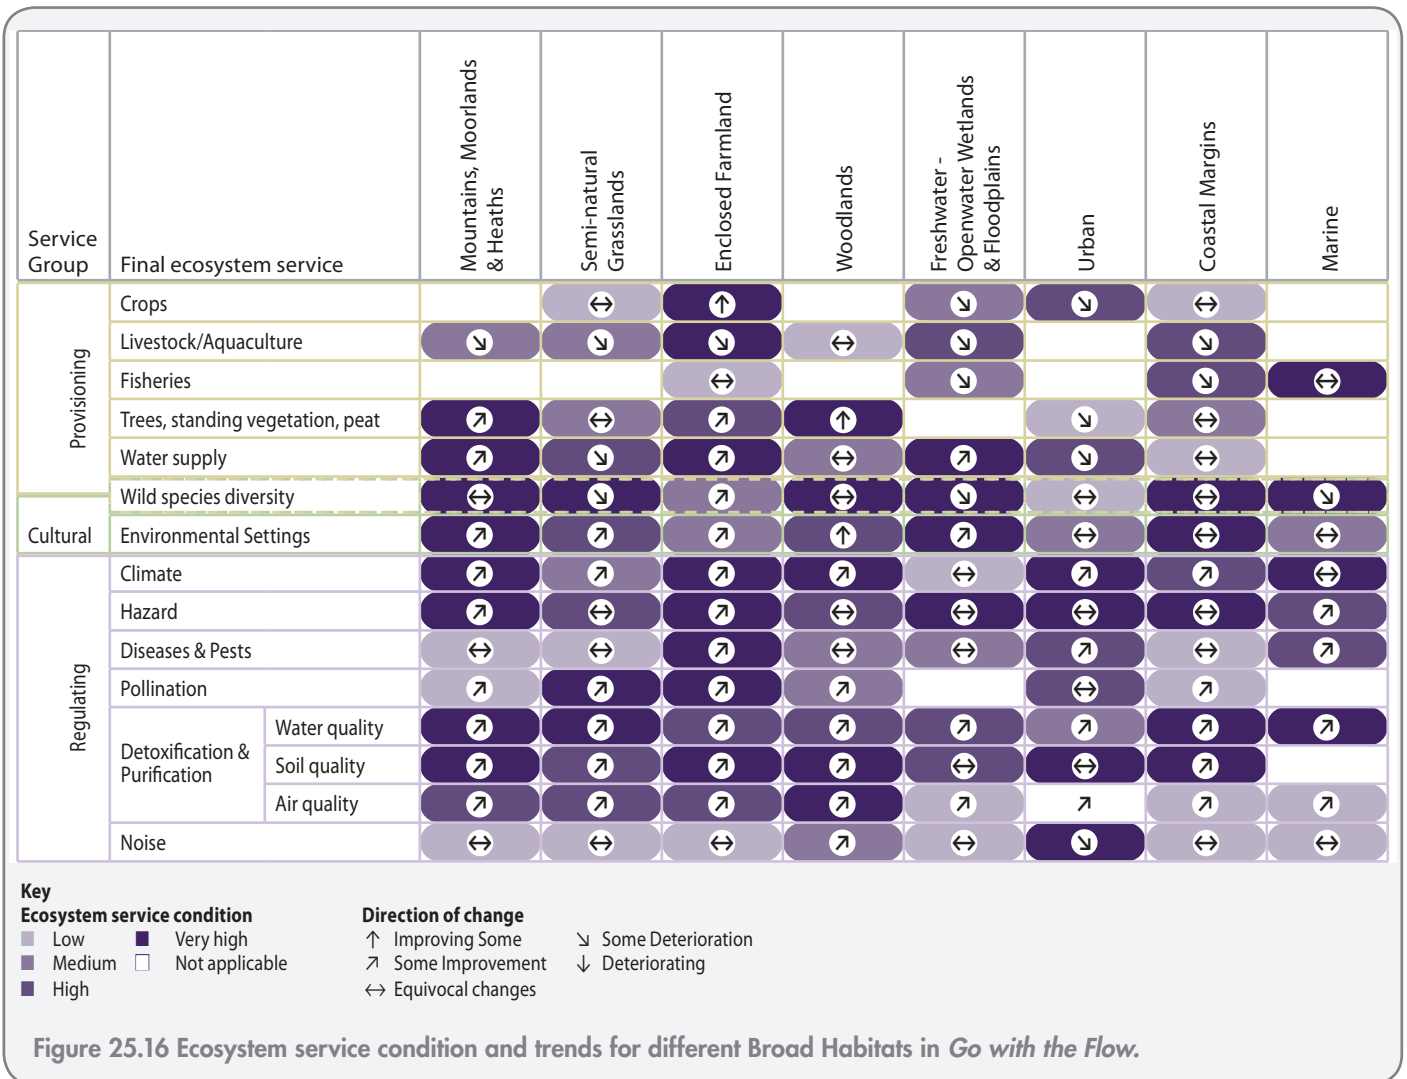 Service
Group
Final ecosystem service
Mountains, Moorlands
& Heaths
Semi-natural
Grasslands
Enclosed Farmland
Woodlands
Freshwater -
Openwater Wetlands
& Floodplains
Urban
Coastal Margins
Marine
Provisioning
Crops
Livestock/Aquaculture
Fisheries
Trees, standing vegetation, peat
Water supply
Wild species diversity
Cultural
Environmental Settings
Regulating
Climate
Hazard
Diseases & Pests
Pollination
Detoxification &
Purification
Water quality
Soil quality
Air quality
Noise
Key
Ecosystem service condition
Low
Very high
Medium
Not applicable
High
Direction of change
↑ Improving Some
↘ Some Deterioration
↗ Some Improvement
↓ Deteriorating
↔ Equivocal changes
Figure 25.16 Ecosystem service condition and trends for different Broad Habitats in Go with the Flow.